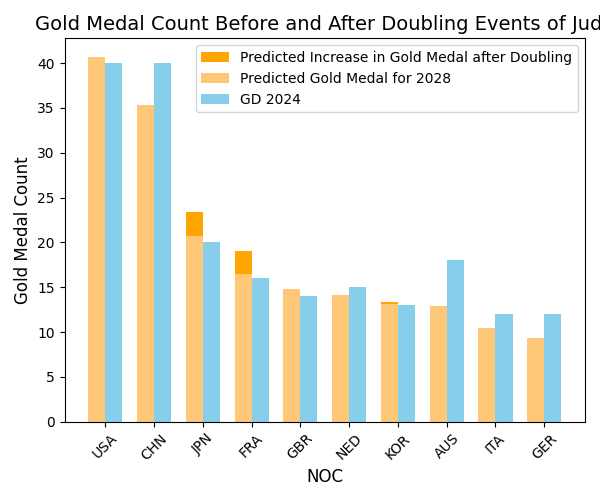 Gold Medal Count Before and After Doubling Events of Jud
Predicted Increase in Gold Medal after Doubling
Predicted Gold Medal for 2028
GD 2024
Gold Medal Count
40
35
30
25
20
15
10
5
0
USA CHN JPN FRA GBR NED KOR AUS ITA GER
NOC